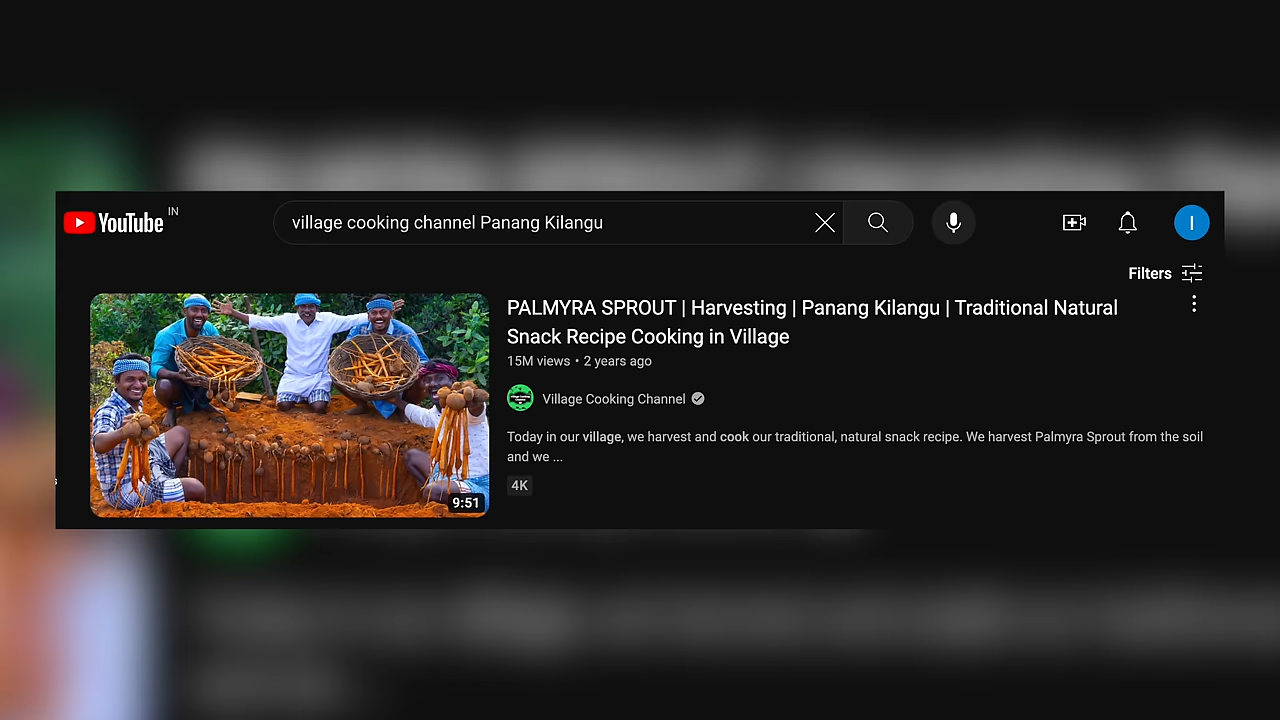 YouTube IN
village cooking channel Panang Kilangu
Filters
PALMYRA SPROUT | Harvesting | Panang Kilangu | Traditional Natural
Snack Recipe Cooking in Village
15M views • 2 years ago
Village Cooking Channel
Today in our village, we harvest and cook our traditional, natural snack recipe. We harvest Palmyra Sprout from the soil
and we ...
4K
9:51
I